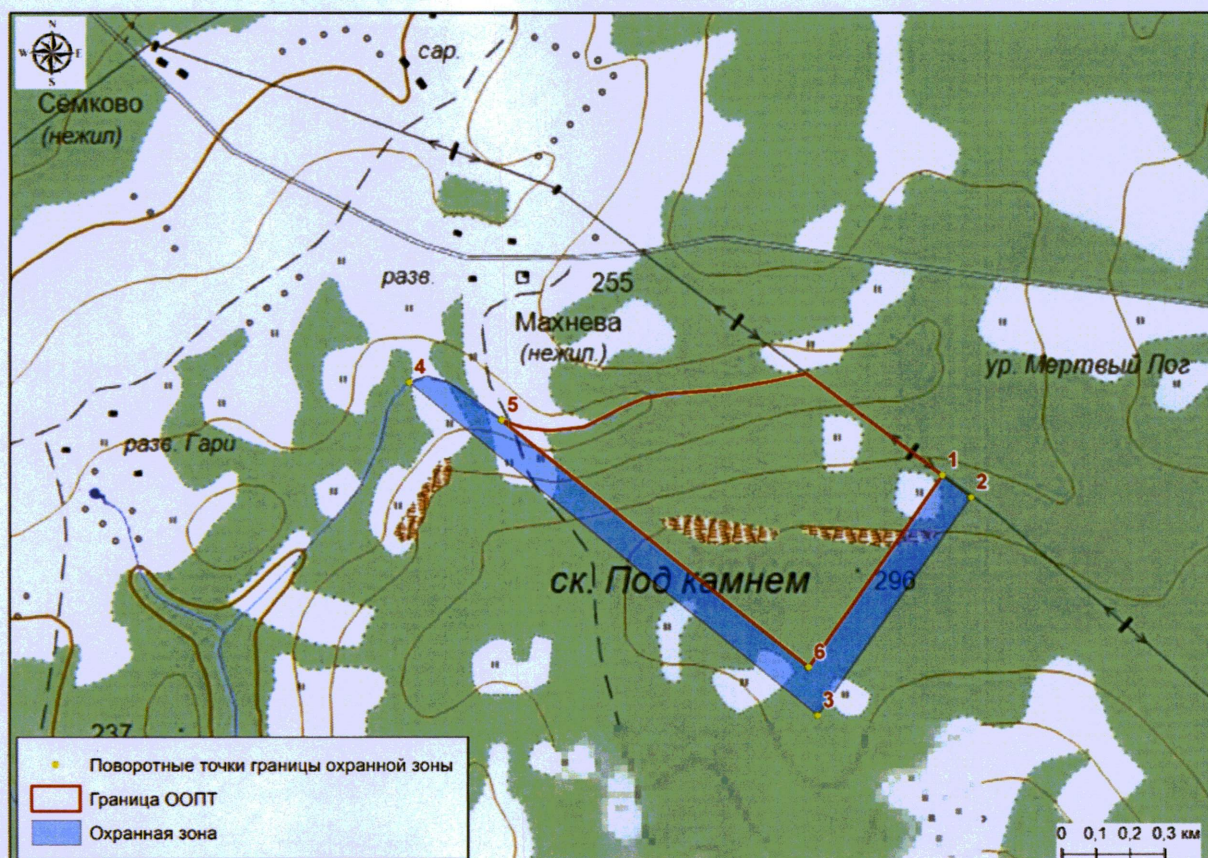 N
W E
S
сар.
Сёмково
(нежил)
разв.
255
Махнева
(нежил.)
ур. Мертвый Лог
4
5
разв. Гари
1
2
ск. Под камнем
296
6
3
237
Поворотные точки границы охранной зоны
Граница ООПТ
Охранная зона
0 0,1 0,2 0,3 км